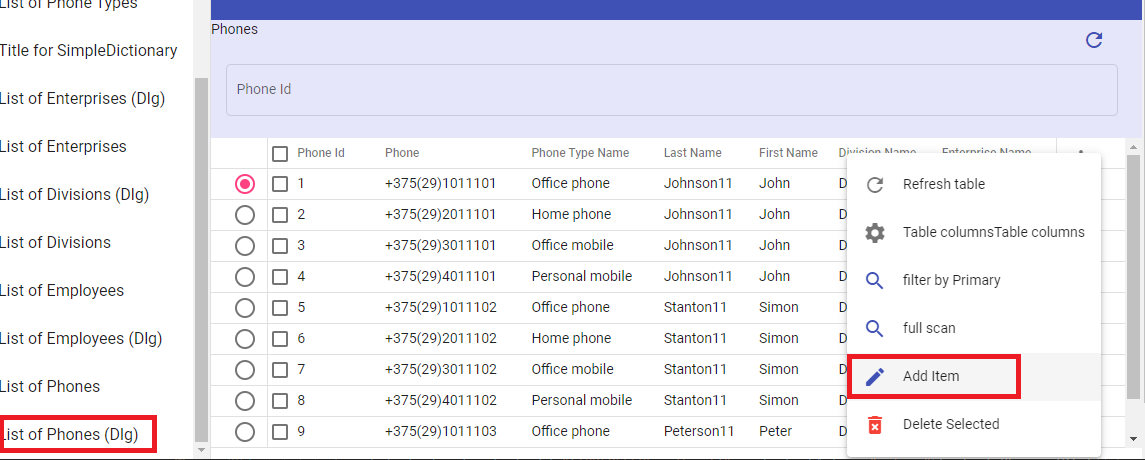 List of Phone Types
Title for SimpleDictionary
List of Enterprises (Dlg)
List of Enterprises
List of Divisions (Dlg)
List of Divisions
List of Employees
List of Employees (Dlg)
List of Phones
List of Phones (Dlg)
Phones
Phone Id
Phone Id Phone Phone Type Name Last Name First Name Division Name Enterprise Name
1 +375(29)1011101 Office phone Johnson11 John D
2 +375(29)2011101 Home phone Johnson11 John D
3 +375(29)3011101 Office mobile Johnson11 John D
4 +375(29)4011101 Personal mobile Johnson11 John D
5 +375(29)1011102 Office phone Stanton11 Simon D
6 +375(29)2011102 Home phone Stanton11 Simon D
7 +375(29)3011102 Office mobile Stanton11 Simon D
8 +375(29)4011102 Personal mobile Stanton11 Simon D
9 +375(29)1011103 Office phone Peterson11 Peter D
Refresh table
Table columnsTable columns
filter by Primary
full scan
Add Item
Delete Selected